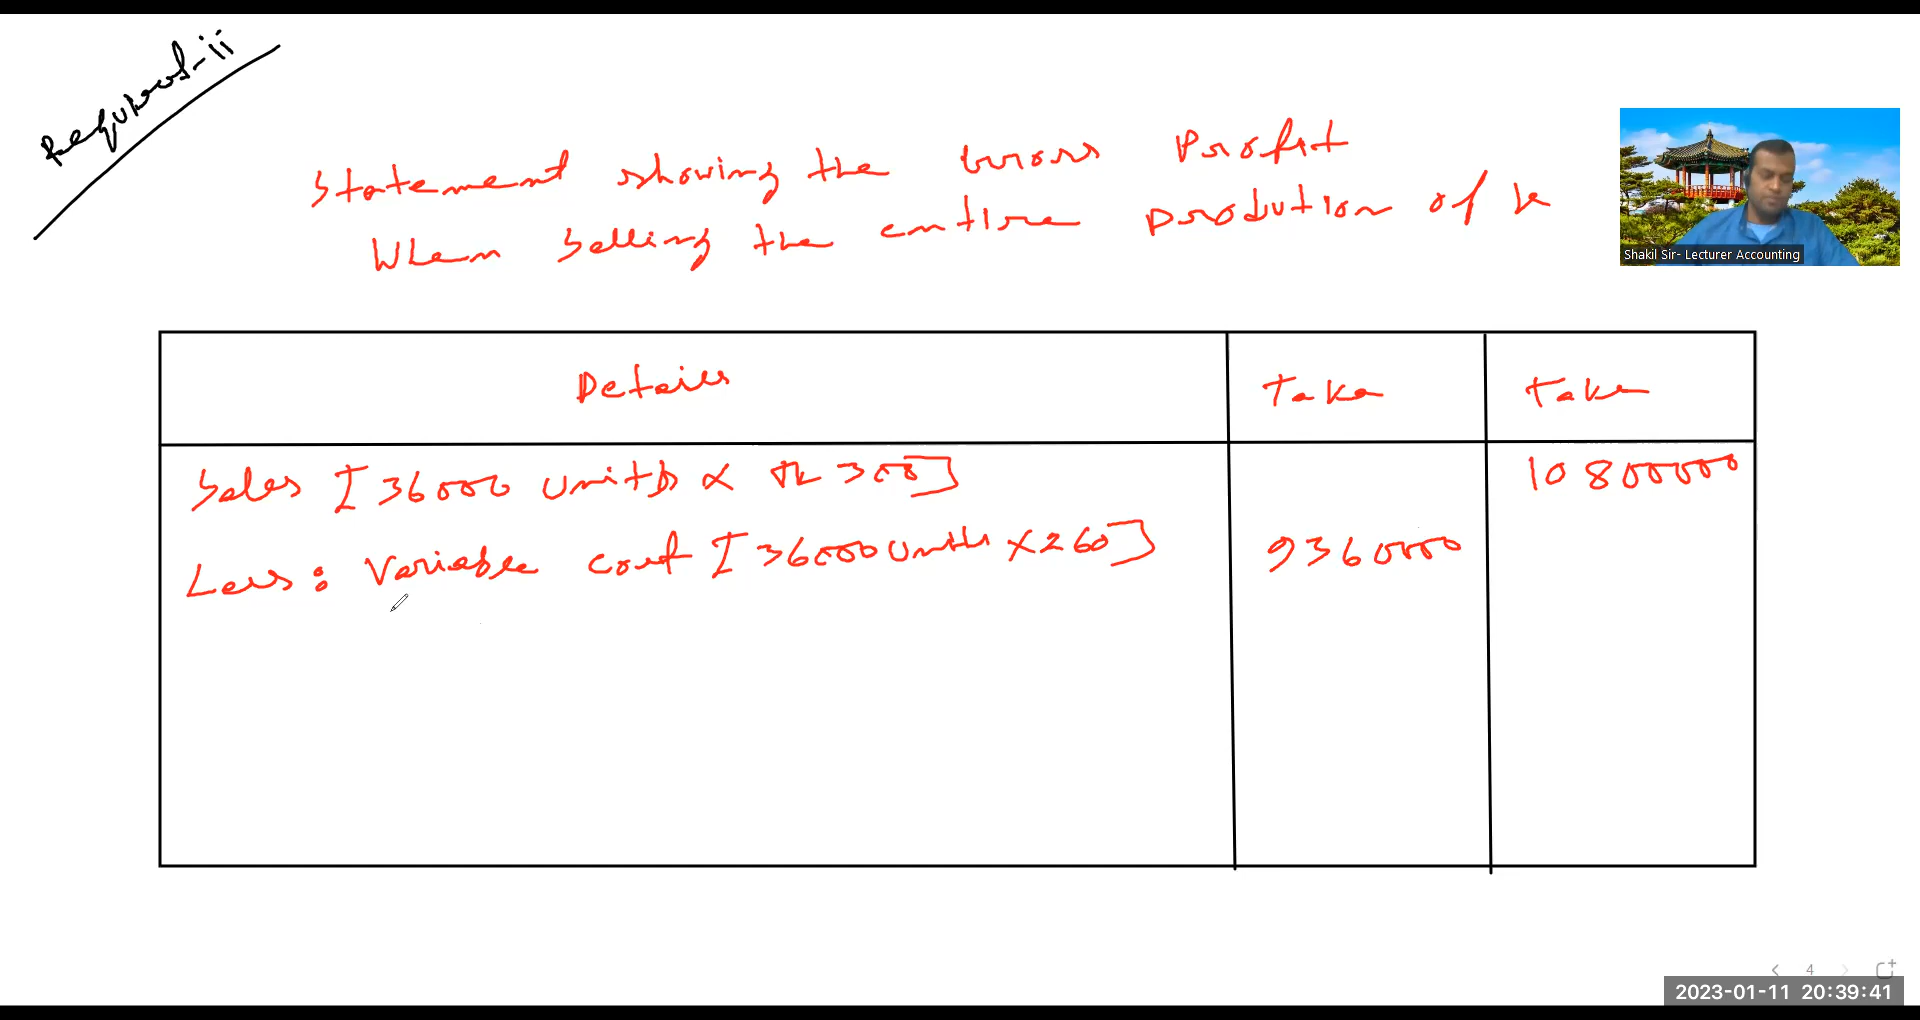 Requirement-ii
Statement showing the Gross Profit
When Selling the entire production of K
Shakil Sir- Lecturer Accounting
Details Taka Taka
Sales [36000 units × Tk 300] 10800000
Less: Variable cost [36000 units × 260] 9360000
4
2023-01-11 20:39:41